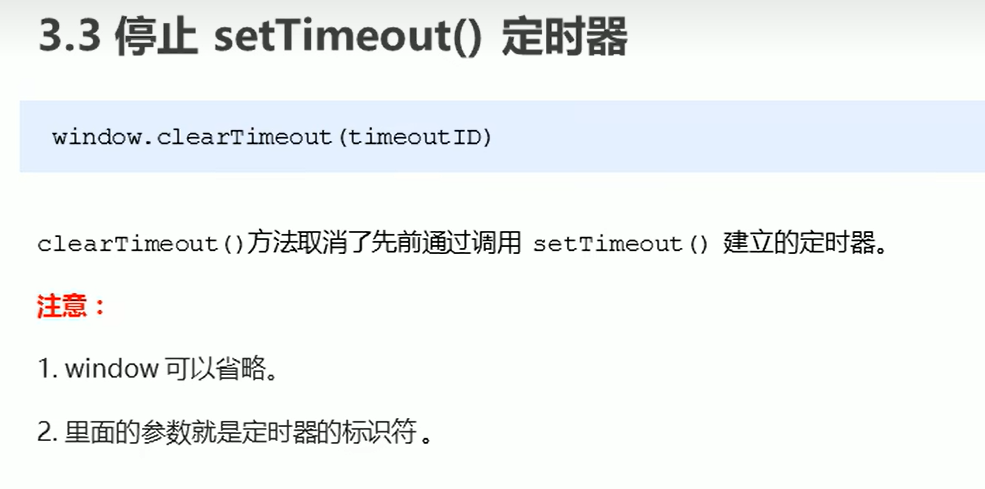 3.3 停止 setTimeout() 定时器
window.clearTimeout(timeoutID)
clearTimeout()方法取消了先前通过调用 setTimeout() 建立的定时器。
注意：
1. window 可以省略。
2. 里面的参数就是定时器的标识符 。